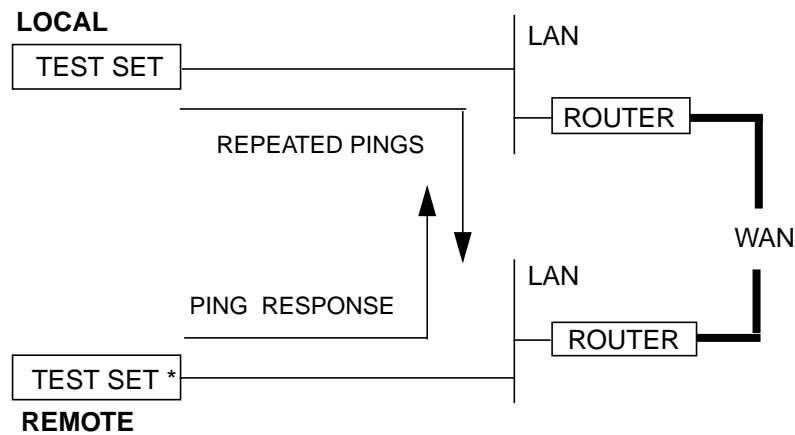 LOCAL
TEST SET
LAN
ROUTER
REPEATED PINGS
WAN
LAN
PING RESPONSE
ROUTER
TEST SET *
REMOTE